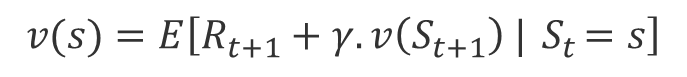 v(s) = E[R_{t+1} + γ. v(S_{t+1}) | S_t = s]